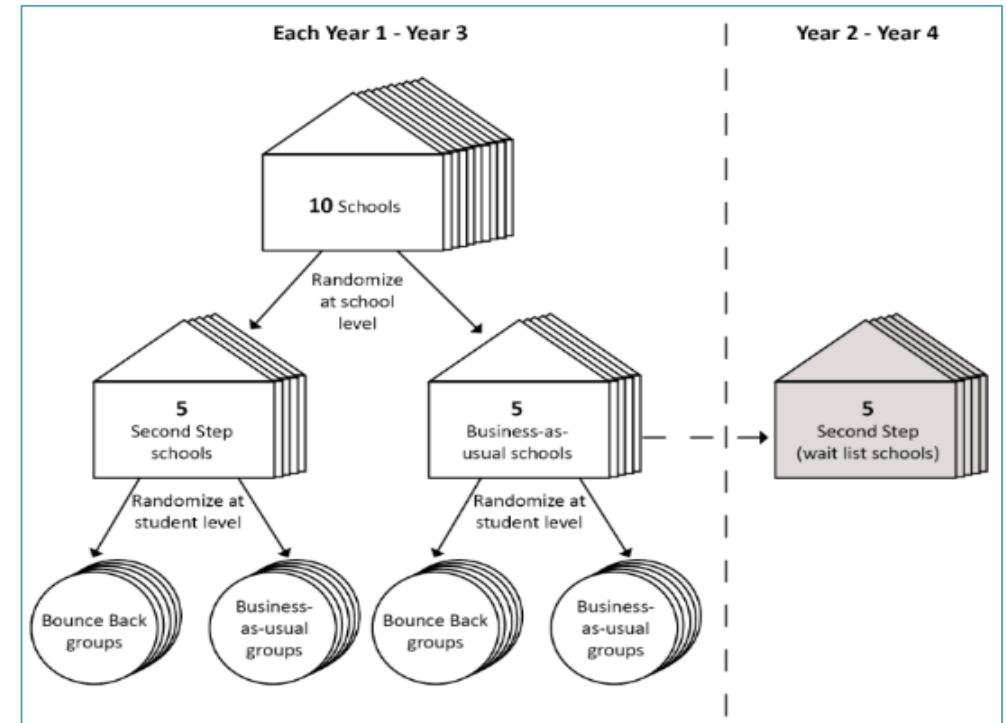 Each Year 1 - Year 3
Year 2 - Year 4
10 Schools
Randomize
at school
level
5
Second Step
schools
5
Business-as-
usual schools
5
Second Step
(wait list schools)
Randomize at
student level
Randomize at
student level
Bounce Back
groups
Business-
as-usual
groups
Bounce Back
groups
Business-
as-usual
groups